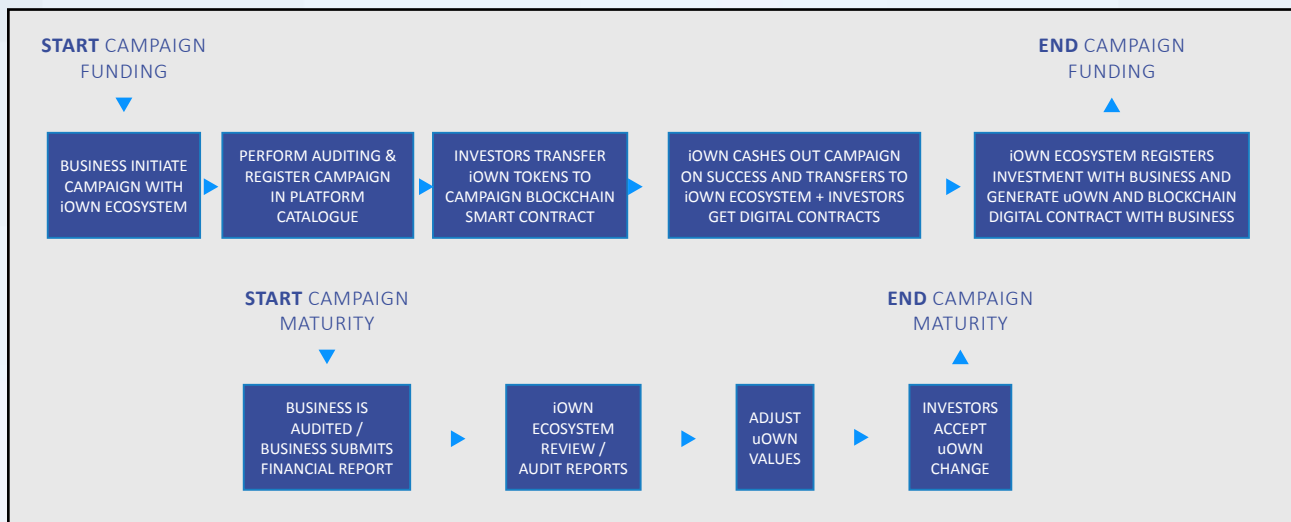 START CAMPAIGN
FUNDING
END CAMPAIGN
FUNDING
BUSINESS INITIATE
CAMPAIGN WITH
iOWN ECOSYSTEM
PERFORM AUDITING &
REGISTER CAMPAIGN
IN PLATFORM
CATALOGUE
INVESTORS TRANSFER
iOWN TOKENS TO
CAMPAIGN BLOCKCHAIN
SMART CONTRACT
iOWN CASHES OUT CAMPAIGN
ON SUCCESS AND TRANSFERS TO
iOWN ECOSYSTEM + INVESTORS
GET DIGITAL CONTRACTS
iOWN ECOSYSTEM REGISTERS
INVESTMENT WITH BUSINESS AND
GENERATE uOWN AND BLOCKCHAIN
DIGITAL CONTRACT WITH BUSINESS
START CAMPAIGN
MATURITY
END CAMPAIGN
MATURITY
BUSINESS IS
AUDITED /
BUSINESS SUBMITS
FINANCIAL REPORT
iOWN
ECOSYSTEM
REVIEW /
AUDIT REPORTS
ADJUST
uOWN
VALUES
INVESTORS
ACCEPT
uOWN
CHANGE